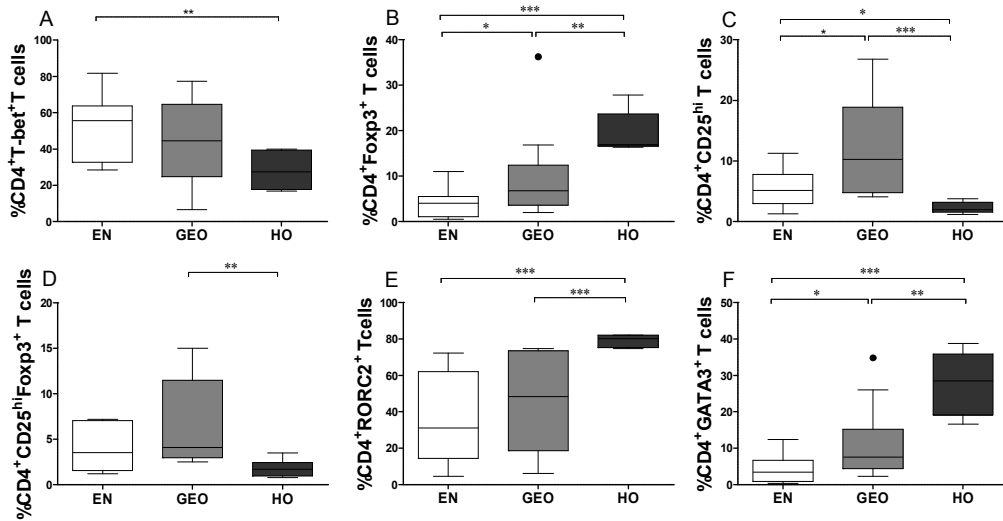 A
**
%CD4⁺T-bet⁺T cells
100
80
60
40
20
0
EN GEO HO
B
***
* **
%CD4⁺Foxp3⁺ T cells
40
30
20
10
0
EN GEO HO
C
*
* ***
%CD4⁺CD25ʰⁱ T cells
30
20
10
0
EN GEO HO
D
**
%CD4⁺CD25ʰⁱFoxp3⁺ T cells
20
15
10
5
0
EN GEO HO
E
***
***
%CD4⁺RORC2⁺ Tcells
100
80
60
40
20
0
EN GEO HO
F
***
* **
%CD4⁺GATA3⁺ T cells
50
40
30
20
10
0
EN GEO HO